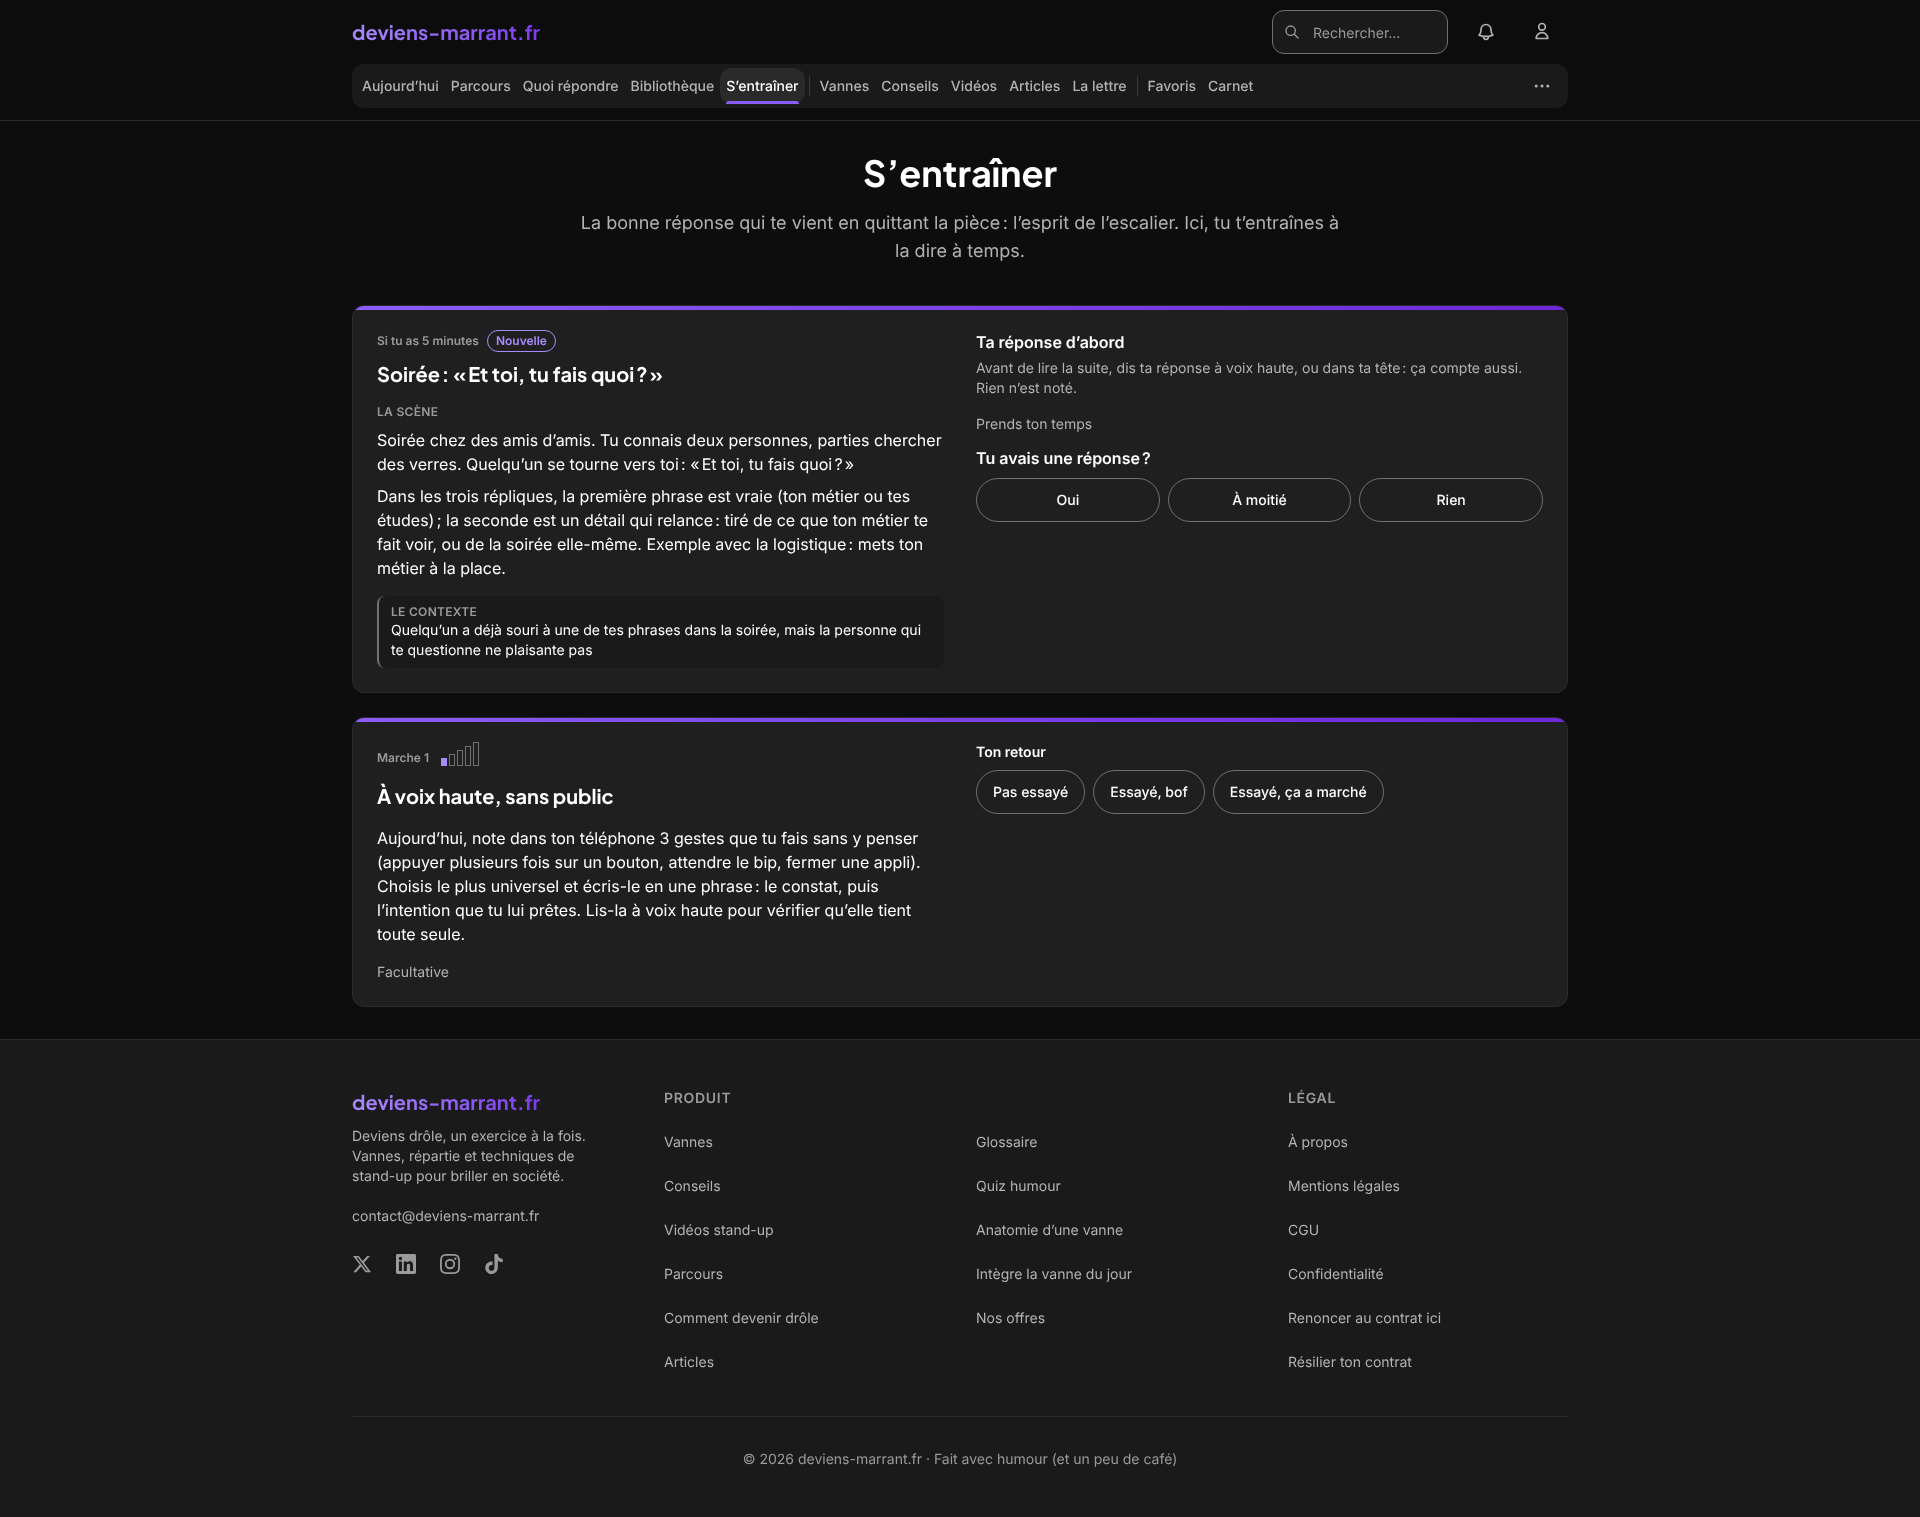 deviens-marrant.fr
Rechercher...
Aujourd’hui Parcours Quoi répondre Bibliothèque S’entraîner Vannes Conseils Vidéos Articles La lettre Favoris Carnet
S’entraîner
La bonne réponse qui te vient en quittant la pièce : l’esprit de l’escalier. Ici, tu t’entraînes à
la dire à temps.
Si tu as 5 minutes Nouvelle
Soirée : « Et toi, tu fais quoi ? »
LA SCÈNE
Soirée chez des amis d’amis. Tu connais deux personnes, parties chercher
des verres. Quelqu’un se tourne vers toi : « Et toi, tu fais quoi ? »
Dans les trois répliques, la première phrase est vraie (ton métier ou tes
études) ; la seconde est un détail qui relance : tiré de ce que ton métier te
fait voir, ou de la soirée elle-même. Exemple avec la logistique : mets ton
métier à la place.
LE CONTEXTE
Quelqu’un a déjà souri à une de tes phrases dans la soirée, mais la personne qui
te questionne ne plaisante pas
Ta réponse d’abord
Avant de lire la suite, dis ta réponse à voix haute, ou dans ta tête : ça compte aussi.
Rien n’est noté.
Prends ton temps
Tu avais une réponse ?
Oui À moitié Rien
Marche 1
À voix haute, sans public
Aujourd’hui, note dans ton téléphone 3 gestes que tu fais sans y penser
(appuyer plusieurs fois sur un bouton, attendre le bip, fermer une appli).
Choisis le plus universel et écris-le en une phrase : le constat, puis
l’intention que tu lui prêtes. Lis-la à voix haute pour vérifier qu’elle tient
toute seule.
Facultative
Ton retour
Pas essayé Essayé, bof Essayé, ça a marché
deviens-marrant.fr
Deviens drôle, un exercice à la fois.
Vannes, répartie et techniques de
stand-up pour briller en société.
contact@deviens-marrant.fr
PRODUIT
Vannes
Conseils
Vidéos stand-up
Parcours
Comment devenir drôle
Articles
Glossaire
Quiz humour
Anatomie d’une vanne
Intègre la vanne du jour
Nos offres
LÉGAL
À propos
Mentions légales
CGU
Confidentialité
Renoncer au contrat ici
Résilier ton contrat
© 2026 deviens-marrant.fr · Fait avec humour (et un peu de café)